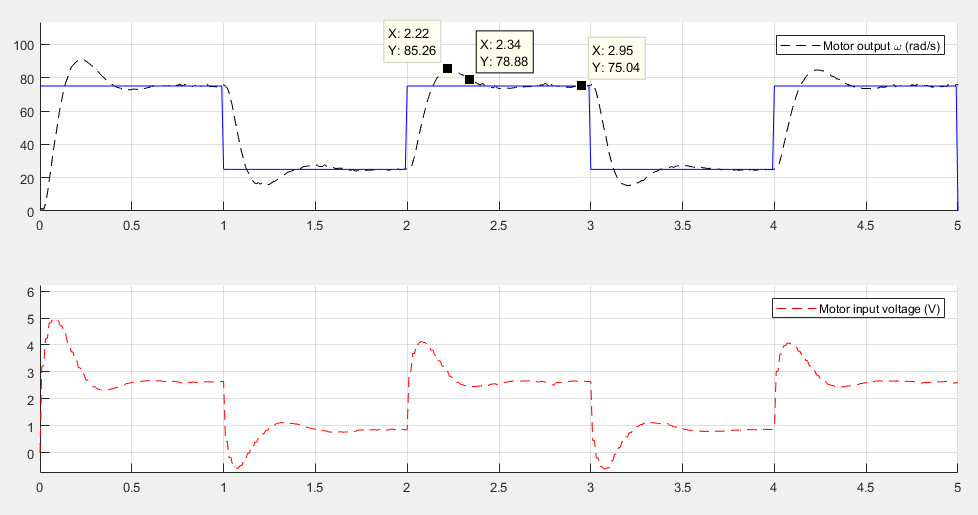 X: 2.22
Y: 85.26
X: 2.34
Y: 78.88
X: 2.95
Y: 75.04
Motor output ω (rad/s)
100
80
60
40
20
0
0 0.5 1 1.5 2 2.5 3 3.5 4 4.5 5
Motor input voltage (V)
6
5
4
3
2
1
0
0 0.5 1 1.5 2 2.5 3 3.5 4 4.5 5